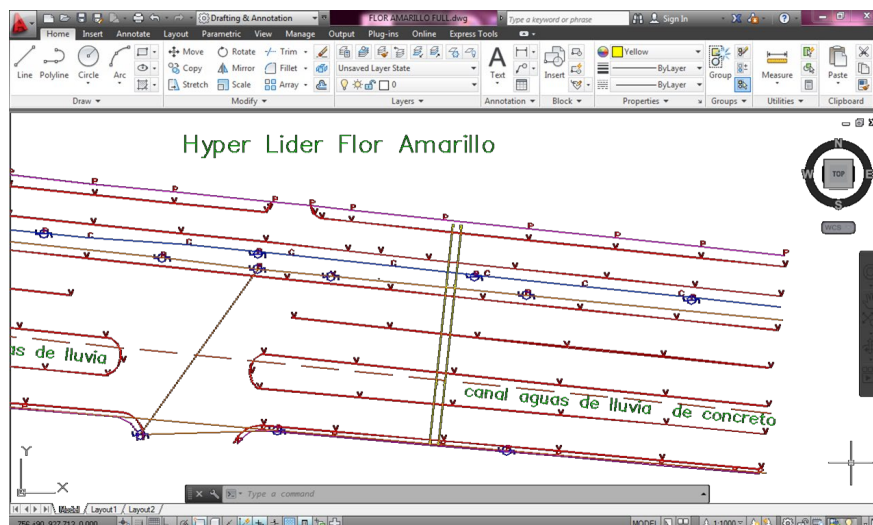 Drafting & Annotation
FLOR AMARILLO FULL.dwg
Type a keyword or phrase
Sign In
Home Insert Annotate Layout Parametric View Manage Output Plug-ins Online Express Tools
Line Polyline Circle Arc
Move Rotate Trim
Copy Mirror Fillet
Stretch Scale Array
Unsaved Layer State
0
Text
Insert
Yellow
ByLayer
ByLayer
Group
Measure
Paste
Draw Modify Layers Annotation Block Properties Groups Utilities Clipboard
Hyper Lider Flor Amarillo
N
W TOP E
S
WCS
as de lluvia
canal aguas de lluvia de concreto
Y
X
Type a command
Model Layout1 Layout2
MODEL
1:1000